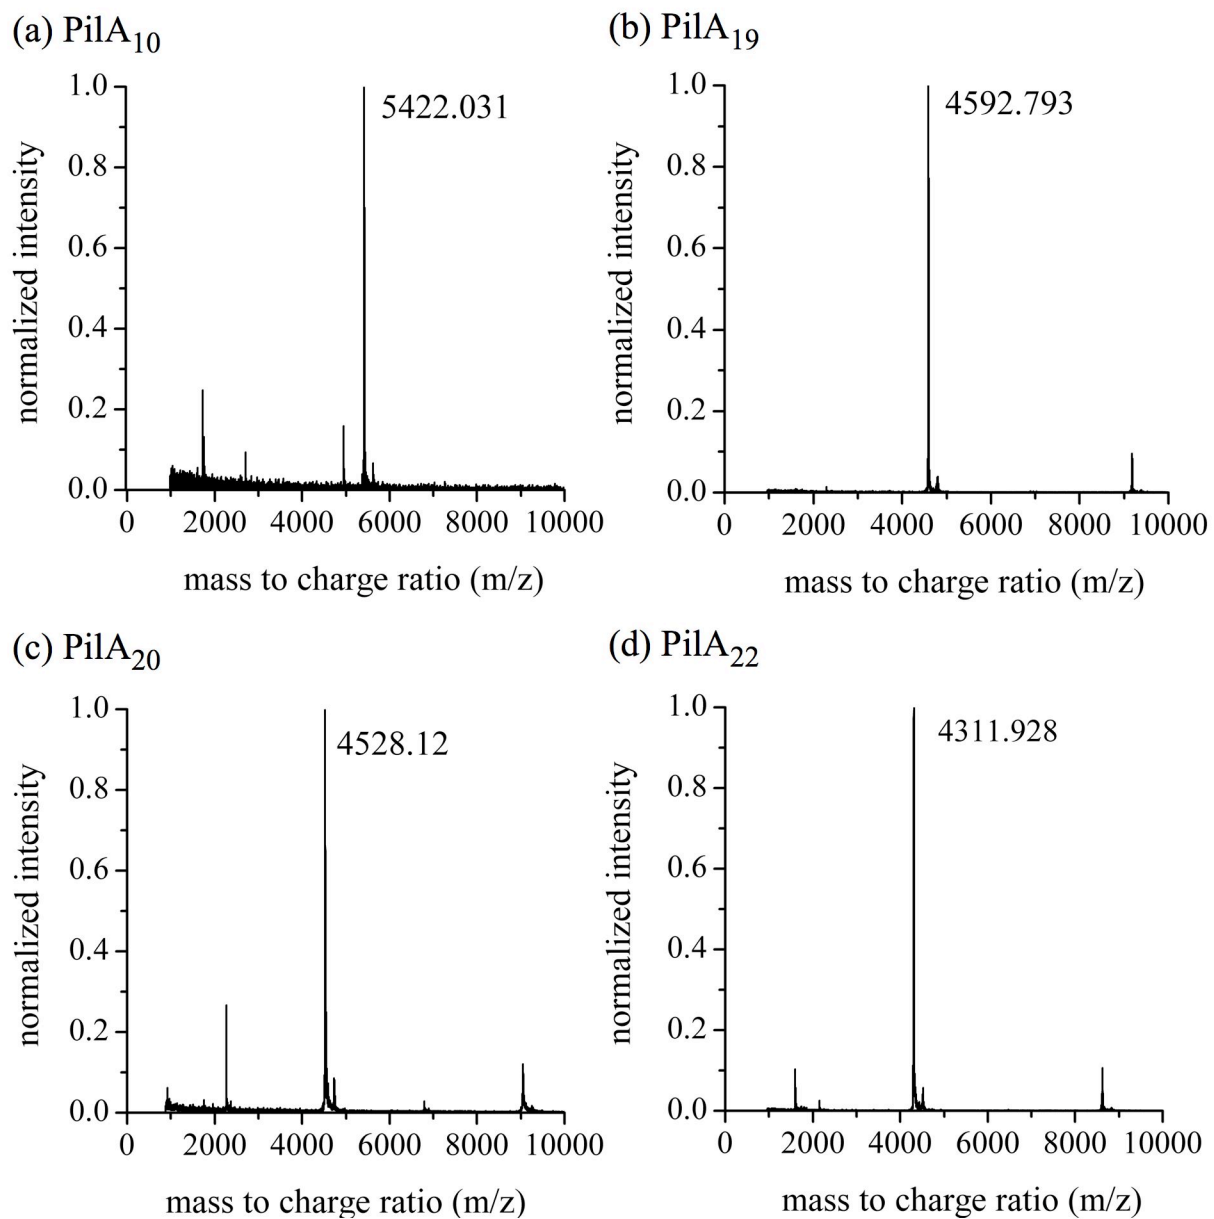 (a) PilA10
normalized intensity
1.0
0.8
0.6
0.4
0.2
0.0
5422.031
0 2000 4000 6000 8000 10000
mass to charge ratio (m/z)
(b) PilA19
normalized intensity
1.0
0.8
0.6
0.4
0.2
0.0
4592.793
0 2000 4000 6000 8000 10000
mass to charge ratio (m/z)
(c) PilA20
normalized intensity
1.0
0.8
0.6
0.4
0.2
0.0
4528.12
0 2000 4000 6000 8000 10000
mass to charge ratio (m/z)
(d) PilA22
normalized intensity
1.0
0.8
0.6
0.4
0.2
0.0
4311.928
0 2000 4000 6000 8000 10000
mass to charge ratio (m/z)